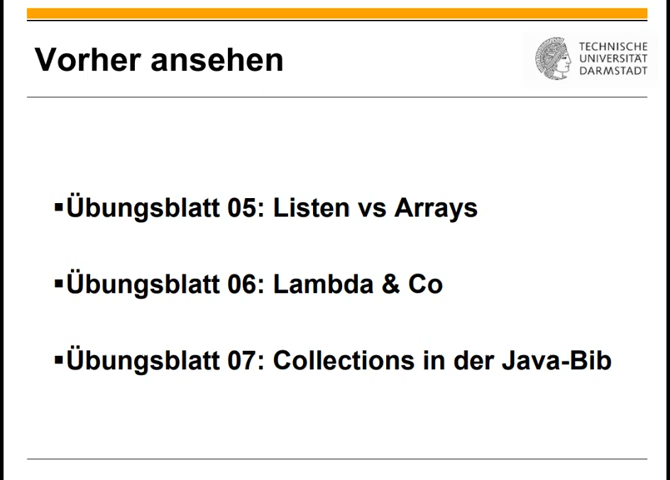 Vorher ansehen
TECHNISCHE
UNIVERSITÄT
DARMSTADT
▪Übungsblatt 05: Listen vs Arrays
▪Übungsblatt 06: Lambda & Co
▪Übungsblatt 07: Collections in der Java-Bib